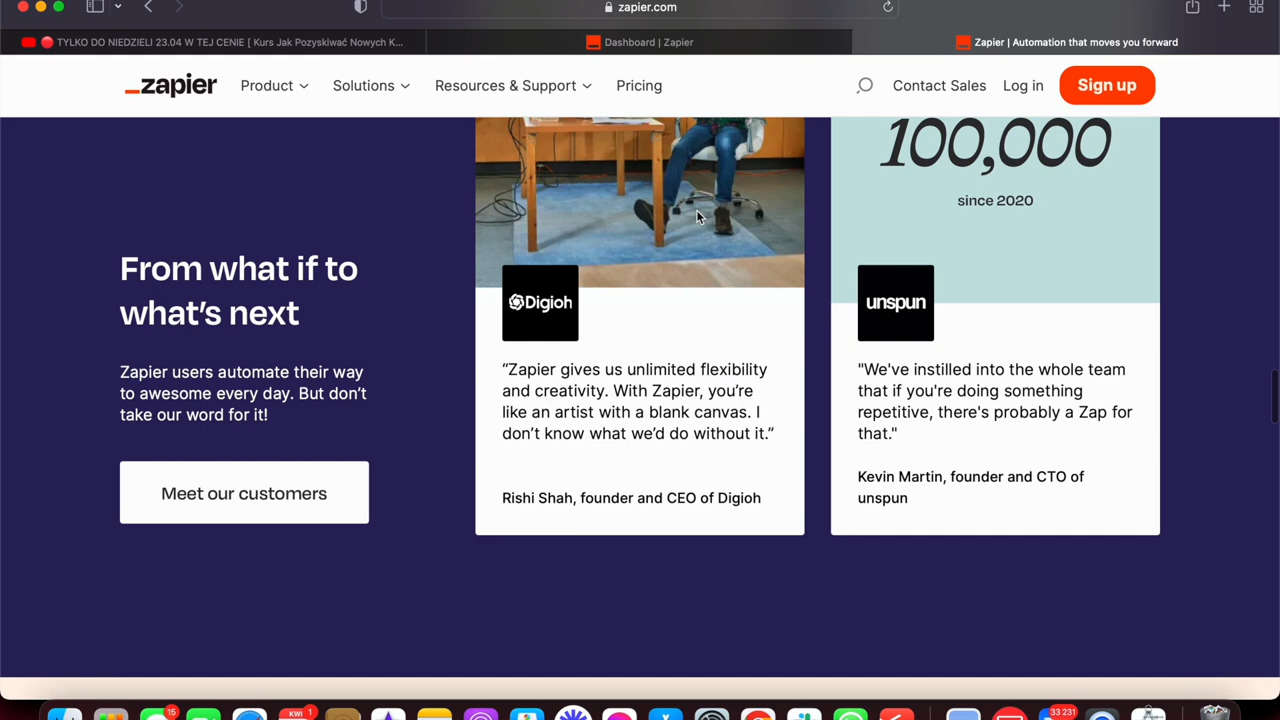 zapier.com
TYLKO DO NIEDZIELI 23.04 W TEJ CENIE [ Kurs Jak Pozyskiwać Nowych K...
Dashboard | Zapier
Zapier | Automation that moves you forward
zapier
Product
Solutions
Resources & Support
Pricing
Contact Sales
Log in
Sign up
100,000
since 2020
From what if to
what’s next
Zapier users automate their way
to awesome every day. But don’t
take our word for it!
Meet our customers
Digioh
“Zapier gives us unlimited flexibility
and creativity. With Zapier, you’re
like an artist with a blank canvas. I
don’t know what we’d do without it.”
Rishi Shah, founder and CEO of Digioh
unspun
"We've instilled into the whole team
that if you're doing something
repetitive, there's probably a Zap for
that."
Kevin Martin, founder and CTO of
unspun
15
KWI
1
33 231